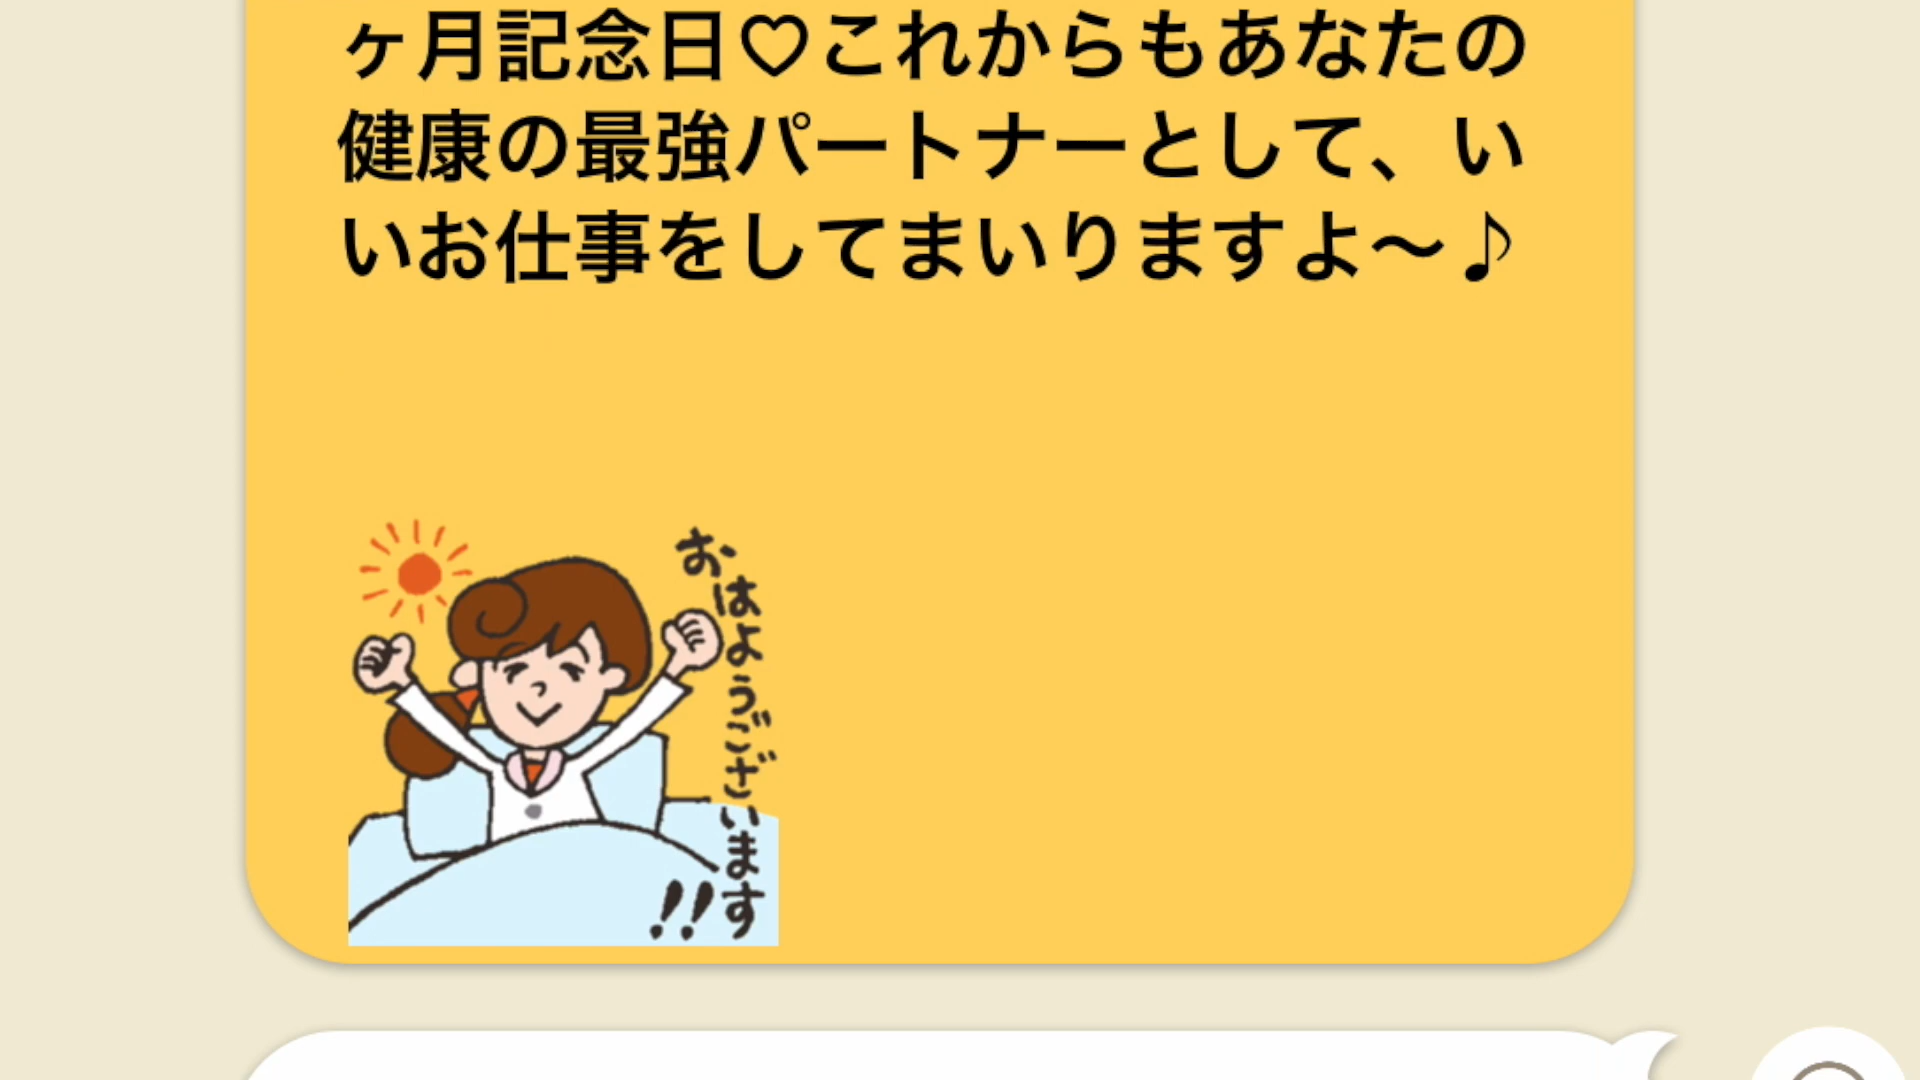 ヶ月記念日♡これからもあなたの
健康の最強パートナーとして、い
いお仕事をしてまいりますよ〜♪
おはようございます
!!